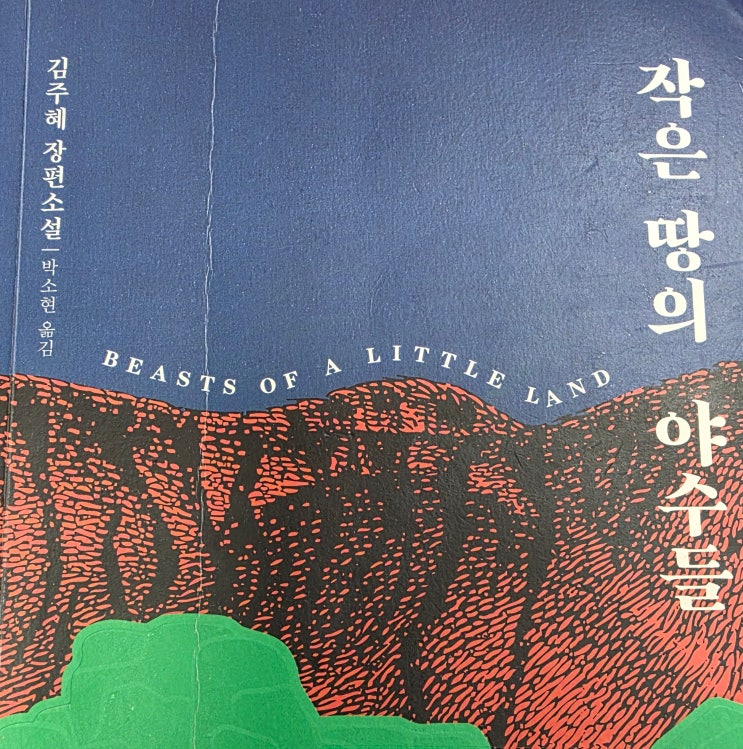 작은 땅의 야수들
김주혜 장편소설 | 박소현 옮김
BEASTS OF A LITTLE LAND